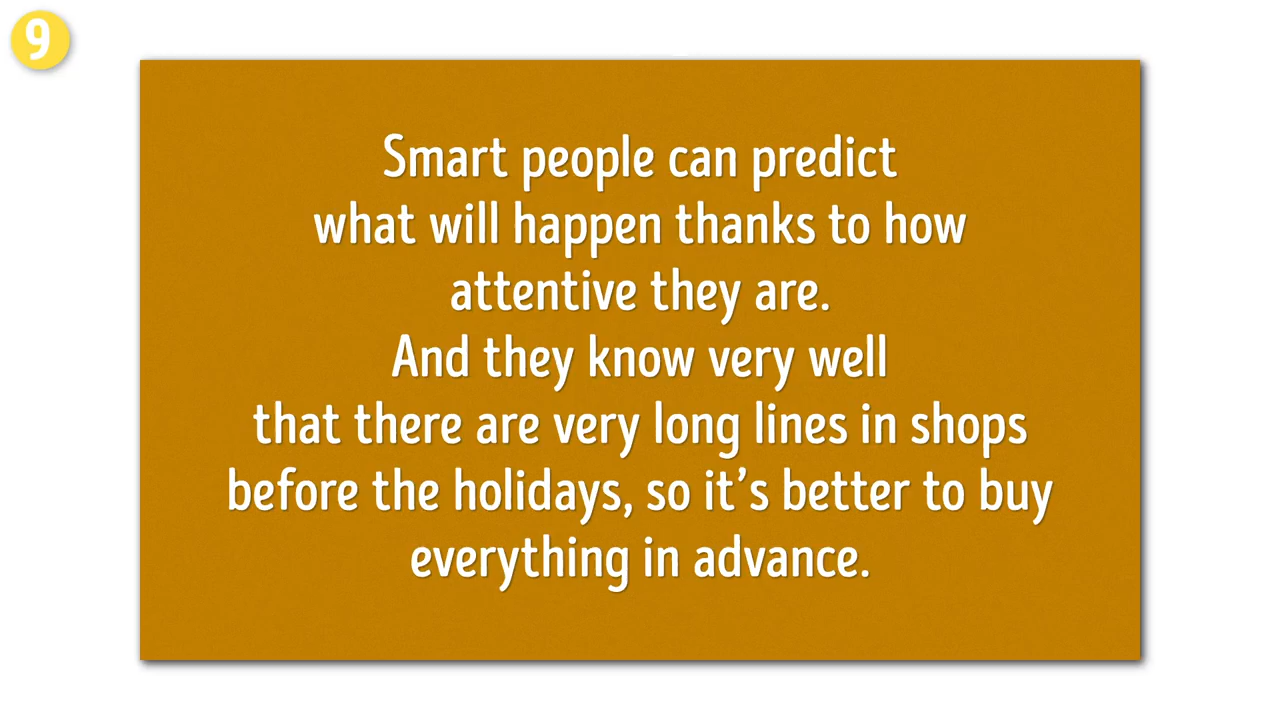 9
Smart people can predict
what will happen thanks to how
attentive they are.
And they know very well
that there are very long lines in shops
before the holidays, so it’s better to buy
everything in advance.